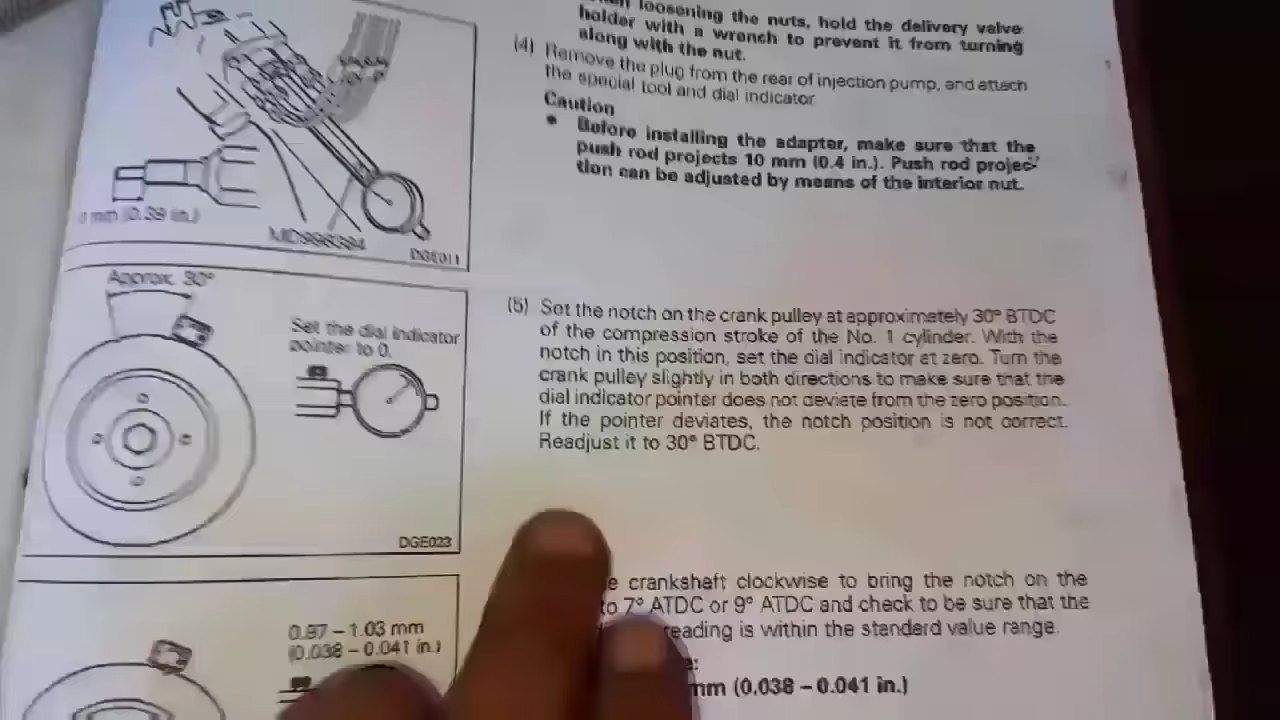 loosening the nuts, hold the delivery valve
holder with a wrench to prevent it from turning
along with the nut.
(4) Remove the plug from the rear of injection pump, and attach
the special tool and dial indicator
Caution
• Before installing the adapter, make sure that the
push rod projects 10 mm (0.4 in.). Push rod projec-
tion can be adjusted by means of the interior nut.
mm (0.39 in.)
MD998384
DGE011
Approx. 30°
Set the dial indicator
pointer to 0.
DGE023
(5) Set the notch on the crank pulley at approximately 30° BTDC
of the compression stroke of the No. 1 cylinder. With the
notch in this position, set the dial indicator at zero. Turn the
crank pulley slightly in both directions to make sure that the
dial indicator pointer does not deviate from the zero position.
If the pointer deviates, the notch position is not correct.
Readjust it to 30° BTDC.
crankshaft clockwise to bring the notch on the
to 7° ATDC or 9° ATDC and check to be sure that the
reading is within the standard value range.
mm (0.038 – 0.041 in.)
0.97 – 1.03 mm
(0.038 – 0.041 in.)